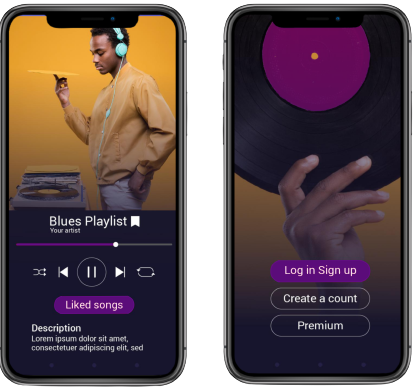 Blues Playlist
Your artist
Liked songs
Description
Lorem ipsum dolor sit amet,
consectetuer adipiscing elit, sed
Log in Sign up
Create a count
Premium